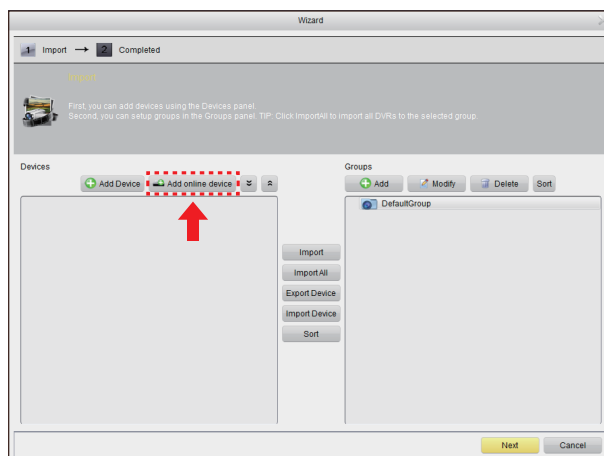 Wizard
1 Import → 2 Completed
Import
First, you can add devices using the Devices panel.
Second, you can setup groups in the Groups panel. TIP: Click ImportAll to import all DVRs to the selected group.
Devices
Groups
Add Device Add online device
Add Modify Delete Sort
DefaultGroup
Import
Import All
Export Device
Import Device
Sort
Next Cancel